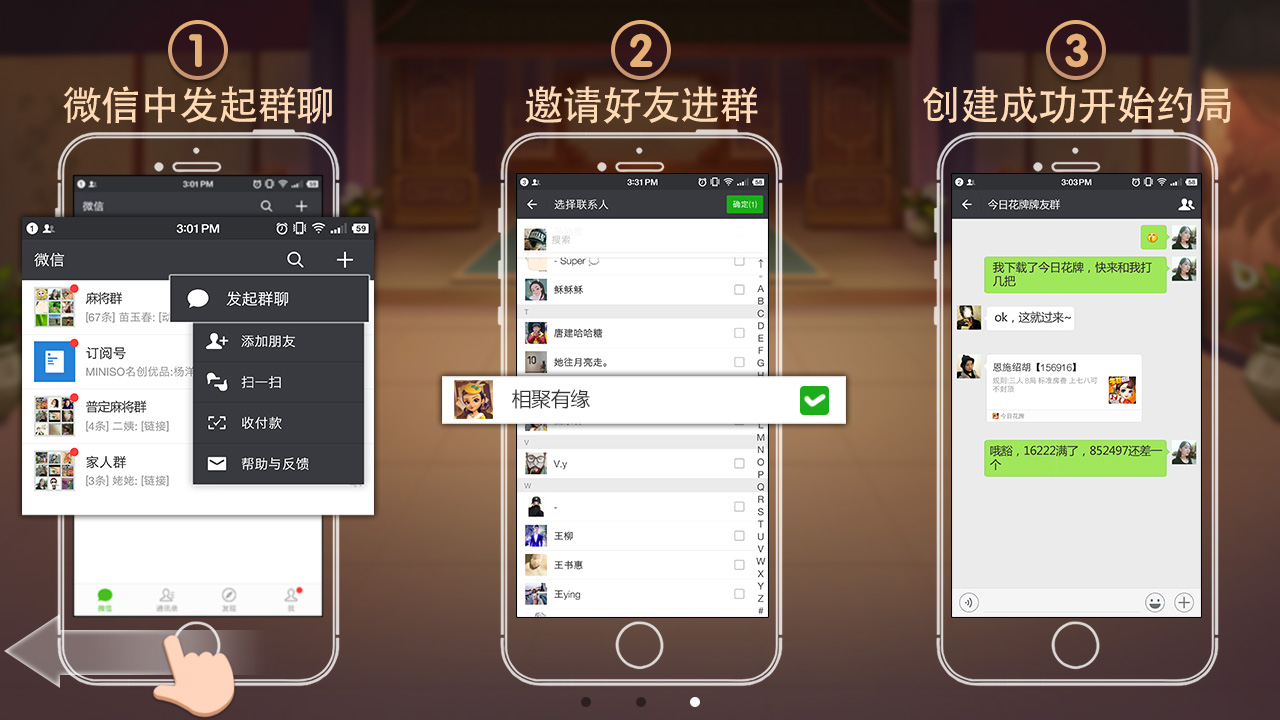 1
微信中发起群聊
3:01 PM
59
微信
1
3:01 PM
59
微信
发起群聊
添加朋友
扫一扫
收付款
帮助与反馈
麻将群
[67条] 苗玉春: [动
订阅号
MINISO名创优品:杨洋
普定麻将群
[4条] 二姨: [链接]
家人群
[3条] 姥姥: [链接]
微信
通讯录
发现
我
2
邀请好友进群
3
3:31 PM
58
选择联系人
确定(1)
搜索
- Super
稣稣稣
T
唐建哈哈糖
她往月亮走。
相聚有缘
V
V.y
W
-
王柳
王书惠
王ying
↑
A
B
C
D
E
F
G
M
N
O
P
Q
R
S
T
U
V
W
X
Y
Z
#
3
创建成功开始约局
2
3:03 PM
58
今日花牌牌友群
我下载了今日花牌，快来和我打
几把
ok，这就过来~
恩施绍胡【156916】
规则:三人 8局 标准房费 上七八可
不封顶
今日花牌
哦豁，16222满了，852497还差一
个